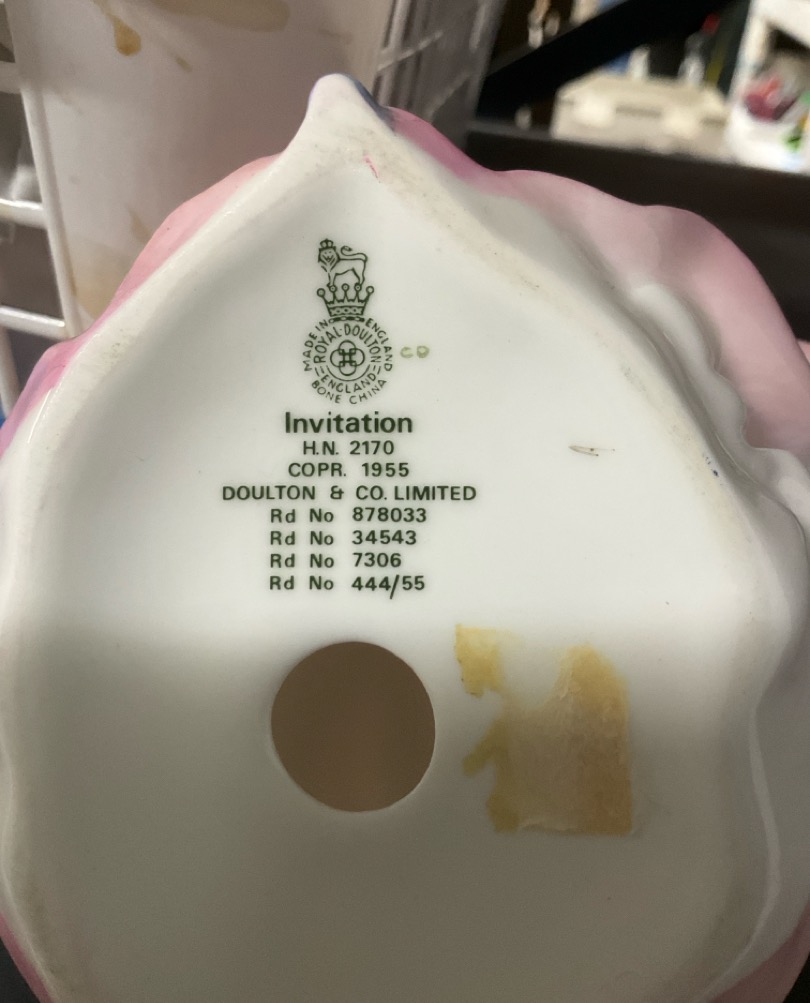 MADE IN ENGLAND
ROYAL·DOULTON
ENGLAND
BONE CHINA
CD
Invitation
H.N. 2170
COPR. 1955
DOULTON & CO. LIMITED
Rd No 878033
Rd No 34543
Rd No 7306
Rd No 444/55